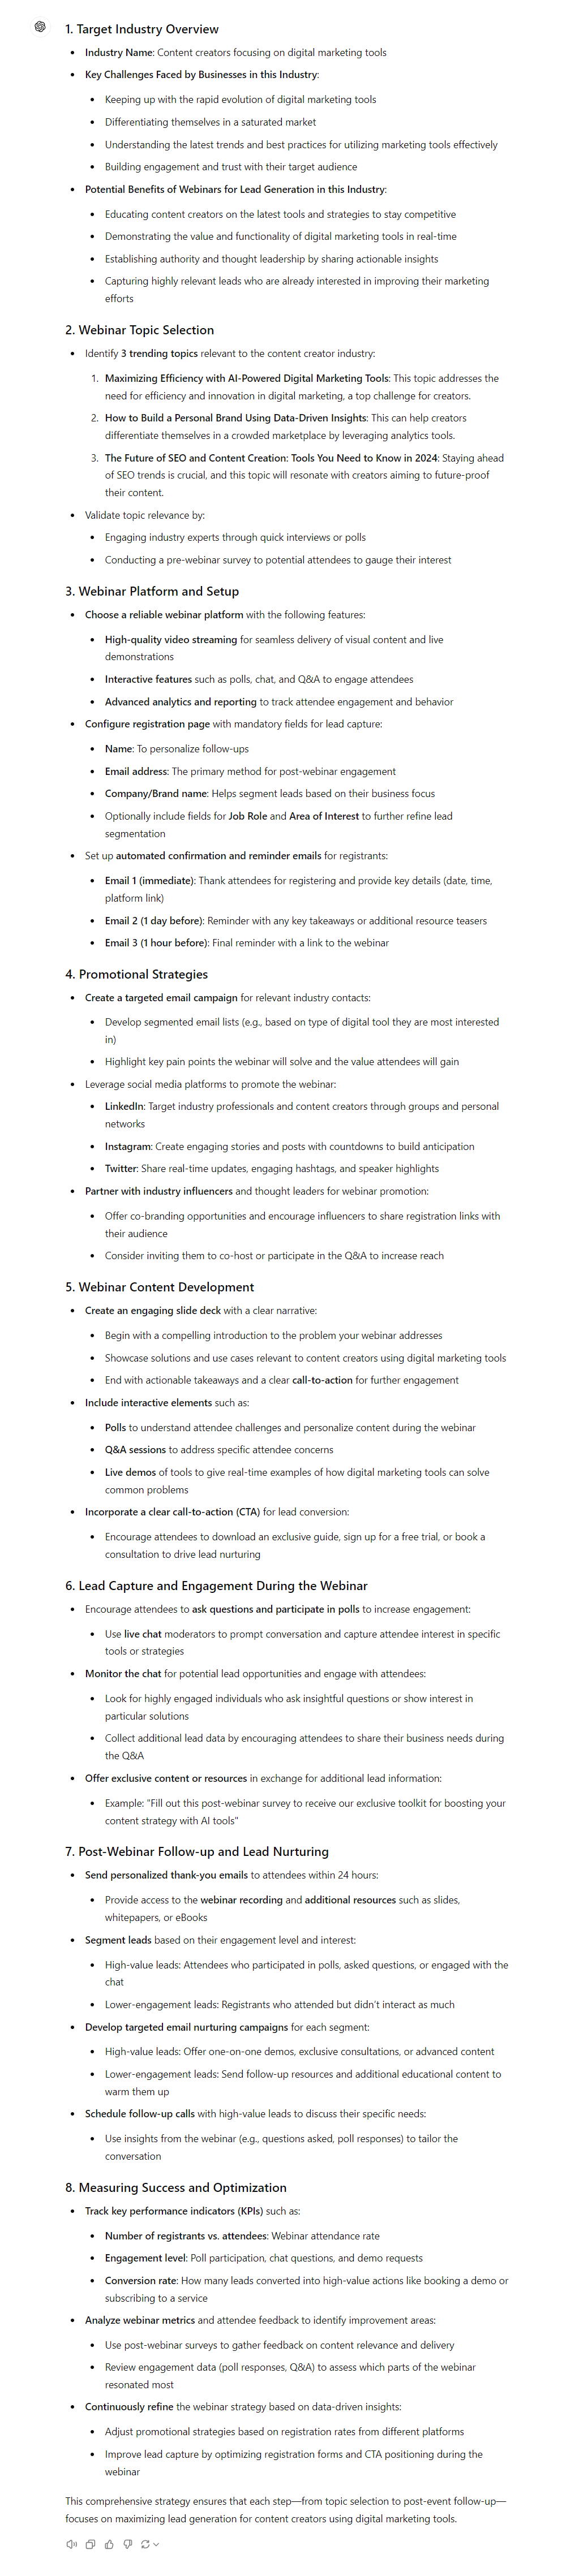 1. Target Industry Overview
• Industry Name: Content creators focusing on digital marketing tools
• Key Challenges Faced by Businesses in this Industry:
• Keeping up with the rapid evolution of digital marketing tools
• Differentiating themselves in a saturated market
• Understanding the latest trends and best practices for utilizing marketing tools effectively
• Building engagement and trust with their target audience
• Potential Benefits of Webinars for Lead Generation in this Industry:
• Educating content creators on the latest tools and strategies to stay competitive
• Demonstrating the value and functionality of digital marketing tools in real-time
• Establishing authority and thought leadership by sharing actionable insights
• Capturing highly relevant leads who are already interested in improving their marketing
efforts
2. Webinar Topic Selection
• Identify 3 trending topics relevant to the content creator industry:
1. Maximizing Efficiency with AI-Powered Digital Marketing Tools: This topic addresses the
need for efficiency and innovation in digital marketing, a top challenge for creators.
2. How to Build a Personal Brand Using Data-Driven Insights: This can help creators
differentiate themselves in a crowded marketplace by leveraging analytics tools.
3. The Future of SEO and Content Creation: Tools You Need to Know in 2024: Staying ahead
of SEO trends is crucial, and this topic will resonate with creators aiming to future-proof
their content.
• Validate topic relevance by:
• Engaging industry experts through quick interviews or polls
• Conducting a pre-webinar survey to potential attendees to gauge their interest
3. Webinar Platform and Setup
• Choose a reliable webinar platform with the following features:
• High-quality video streaming for seamless delivery of visual content and live
demonstrations
• Interactive features such as polls, chat, and Q&A to engage attendees
• Advanced analytics and reporting to track attendee engagement and behavior
• Configure registration page with mandatory fields for lead capture:
• Name: To personalize follow-ups
• Email address: The primary method for post-webinar engagement
• Company/Brand name: Helps segment leads based on their business focus
• Optionally include fields for Job Role and Area of Interest to further refine lead
segmentation
• Set up automated confirmation and reminder emails for registrants:
• Email 1 (immediate): Thank attendees for registering and provide key details (date, time,
platform link)
• Email 2 (1 day before): Reminder with any key takeaways or additional resource teasers
• Email 3 (1 hour before): Final reminder with a link to the webinar
4. Promotional Strategies
• Create a targeted email campaign for relevant industry contacts:
• Develop segmented email lists (e.g., based on type of digital tool they are most interested
in)
• Highlight key pain points the webinar will solve and the value attendees will gain
• Leverage social media platforms to promote the webinar:
• LinkedIn: Target industry professionals and content creators through groups and personal
networks
• Instagram: Create engaging stories and posts with countdowns to build anticipation
• Twitter: Share real-time updates, engaging hashtags, and speaker highlights
• Partner with industry influencers and thought leaders for webinar promotion:
• Offer co-branding opportunities and encourage influencers to share registration links with
their audience
• Consider inviting them to co-host or participate in the Q&A to increase reach
5. Webinar Content Development
• Create an engaging slide deck with a clear narrative:
• Begin with a compelling introduction to the problem your webinar addresses
• Showcase solutions and use cases relevant to content creators using digital marketing tools
• End with actionable takeaways and a clear call-to-action for further engagement
• Include interactive elements such as:
• Polls to understand attendee challenges and personalize content during the webinar
• Q&A sessions to address specific attendee concerns
• Live demos of tools to give real-time examples of how digital marketing tools can solve
common problems
• Incorporate a clear call-to-action (CTA) for lead conversion:
• Encourage attendees to download an exclusive guide, sign up for a free trial, or book a
consultation to drive lead nurturing
6. Lead Capture and Engagement During the Webinar
• Encourage attendees to ask questions and participate in polls to increase engagement:
• Use live chat moderators to prompt conversation and capture attendee interest in specific
tools or strategies
• Monitor the chat for potential lead opportunities and engage with attendees:
• Look for highly engaged individuals who ask insightful questions or show interest in
particular solutions
• Collect additional lead data by encouraging attendees to share their business needs during
the Q&A
• Offer exclusive content or resources in exchange for additional lead information:
• Example: "Fill out this post-webinar survey to receive our exclusive toolkit for boosting your
content strategy with AI tools"
7. Post-Webinar Follow-up and Lead Nurturing
• Send personalized thank-you emails to attendees within 24 hours:
• Provide access to the webinar recording and additional resources such as slides,
whitepapers, or eBooks
• Segment leads based on their engagement level and interest:
• High-value leads: Attendees who participated in polls, asked questions, or engaged with the
chat
• Lower-engagement leads: Registrants who attended but didn't interact as much
• Develop targeted email nurturing campaigns for each segment:
• High-value leads: Offer one-on-one demos, exclusive consultations, or advanced content
• Lower-engagement leads: Send follow-up resources and additional educational content to
warm them up
• Schedule follow-up calls with high-value leads to discuss their specific needs:
• Use insights from the webinar (e.g., questions asked, poll responses) to tailor the
conversation
8. Measuring Success and Optimization
• Track key performance indicators (KPIs) such as:
• Number of registrants vs. attendees: Webinar attendance rate
• Engagement level: Poll participation, chat questions, and demo requests
• Conversion rate: How many leads converted into high-value actions like booking a demo or
subscribing to a service
• Analyze webinar metrics and attendee feedback to identify improvement areas:
• Use post-webinar surveys to gather feedback on content relevance and delivery
• Review engagement data (poll responses, Q&A) to assess which parts of the webinar
resonated most
• Continuously refine the webinar strategy based on data-driven insights:
• Adjust promotional strategies based on registration rates from different platforms
• Improve lead capture by optimizing registration forms and CTA positioning during the
webinar
This comprehensive strategy ensures that each step—from topic selection to post-event follow-up—
focuses on maximizing lead generation for content creators using digital marketing tools.